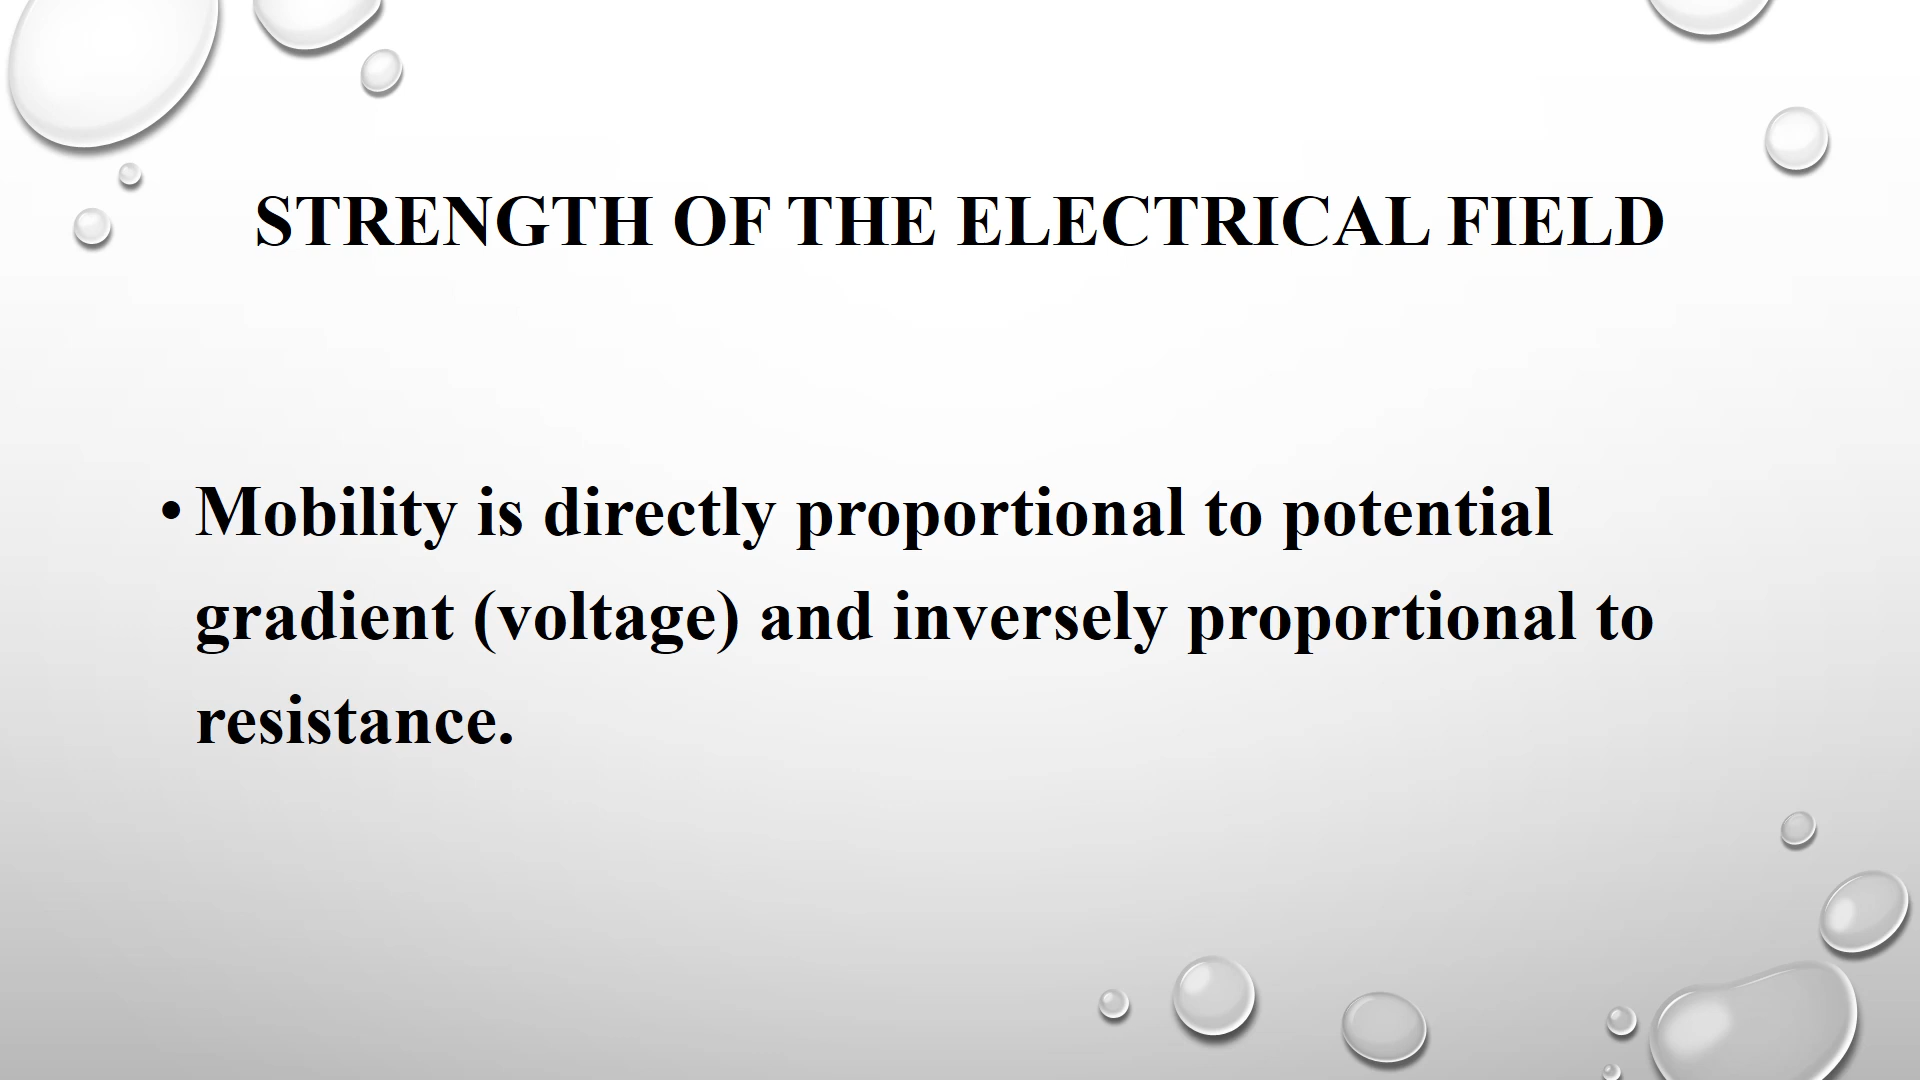 STRENGTH OF THE ELECTRICAL FIELD
• Mobility is directly proportional to potential
gradient (voltage) and inversely proportional to
resistance.